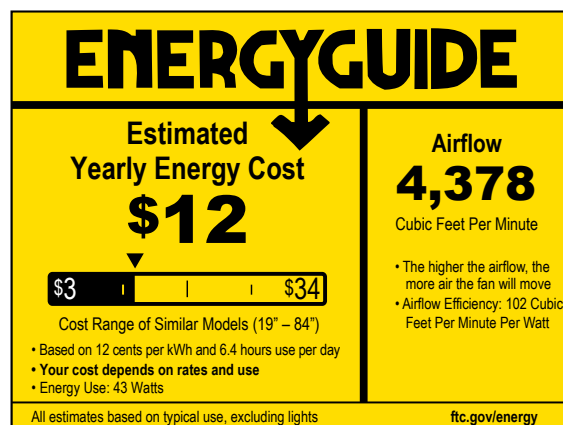 ENERGYGUIDE
Estimated
Yearly Energy Cost
$12
$3
$34
Cost Range of Similar Models (19” – 84”)
• Based on 12 cents per kWh and 6.4 hours use per day
• Your cost depends on rates and use
• Energy Use: 43 Watts
Airflow
4,378
Cubic Feet Per Minute
• The higher the airflow, the
more air the fan will move
• Airflow Efficiency: 102 Cubic
Feet Per Minute Per Watt
All estimates based on typical use, excluding lights
ftc.gov/energy